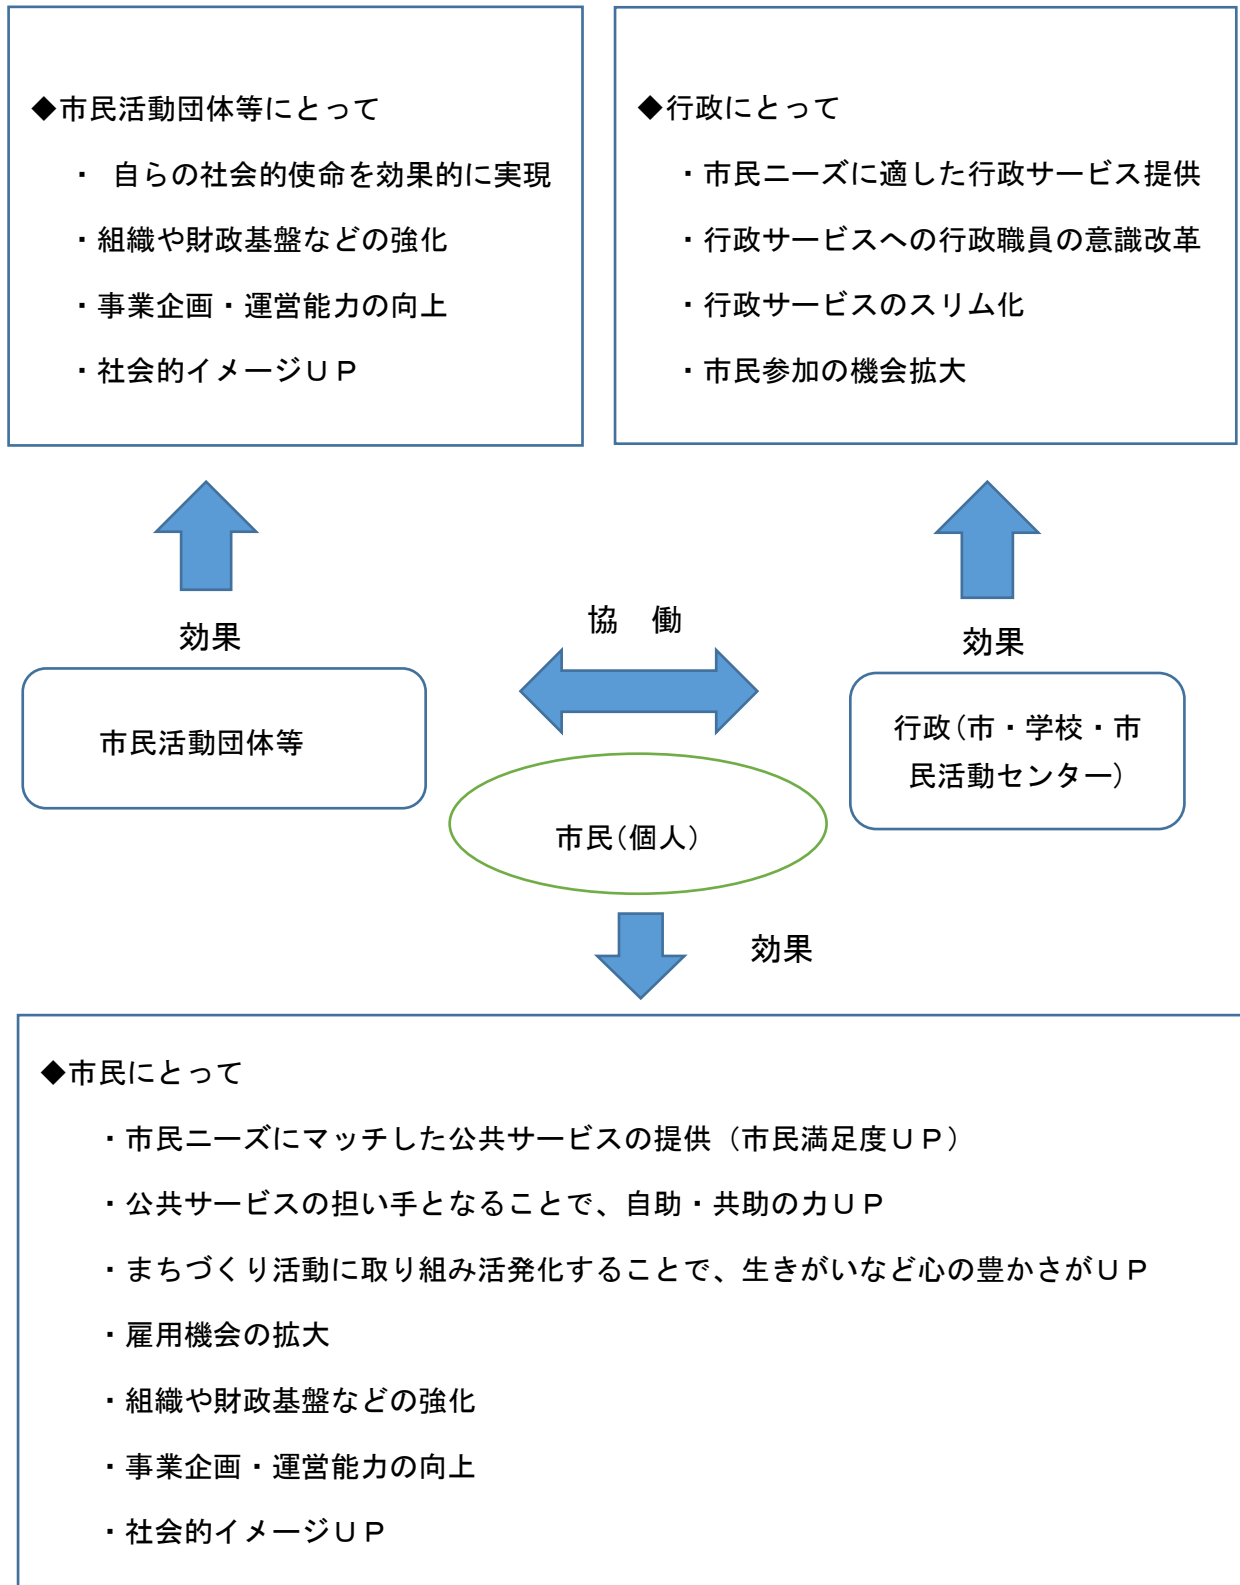 ◆市民活動団体等にとって
・ 自らの社会的使命を効果的に実現
・組織や財政基盤などの強化
・事業企画・運営能力の向上
・社会的イメージＵＰ
◆行政にとって
・市民ニーズに適した行政サービス提供
・行政サービスへの行政職員の意識改革
・行政サービスのスリム化
・市民参加の機会拡大
効果
協　働
効果
市民活動団体等
行政(市・学校・市
民活動センター)
市民(個人)
効果
◆市民にとって
・市民ニーズにマッチした公共サービスの提供（市民満足度ＵＰ）
・公共サービスの担い手となることで、自助・共助の力ＵＰ
・まちづくり活動に取り組み活発化することで、生きがいなど心の豊かさがＵＰ
・雇用機会の拡大
・組織や財政基盤などの強化
・事業企画・運営能力の向上
・社会的イメージＵＰ